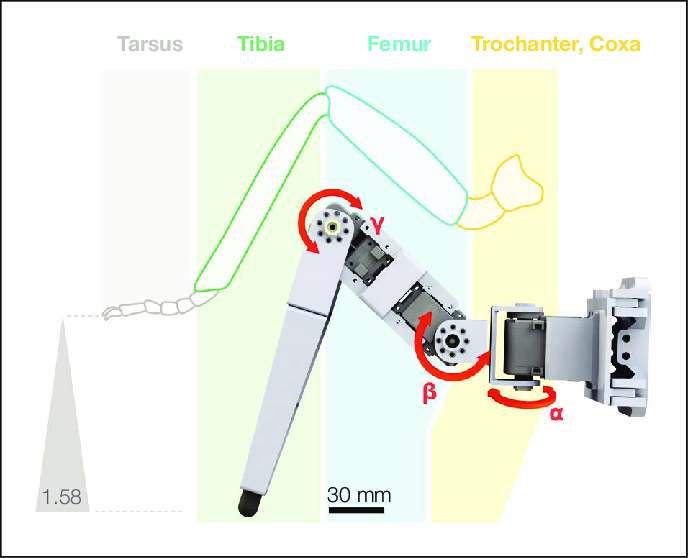 Tarsus Tibia Femur Trochanter, Coxa
γ
β
α
1.58
30 mm